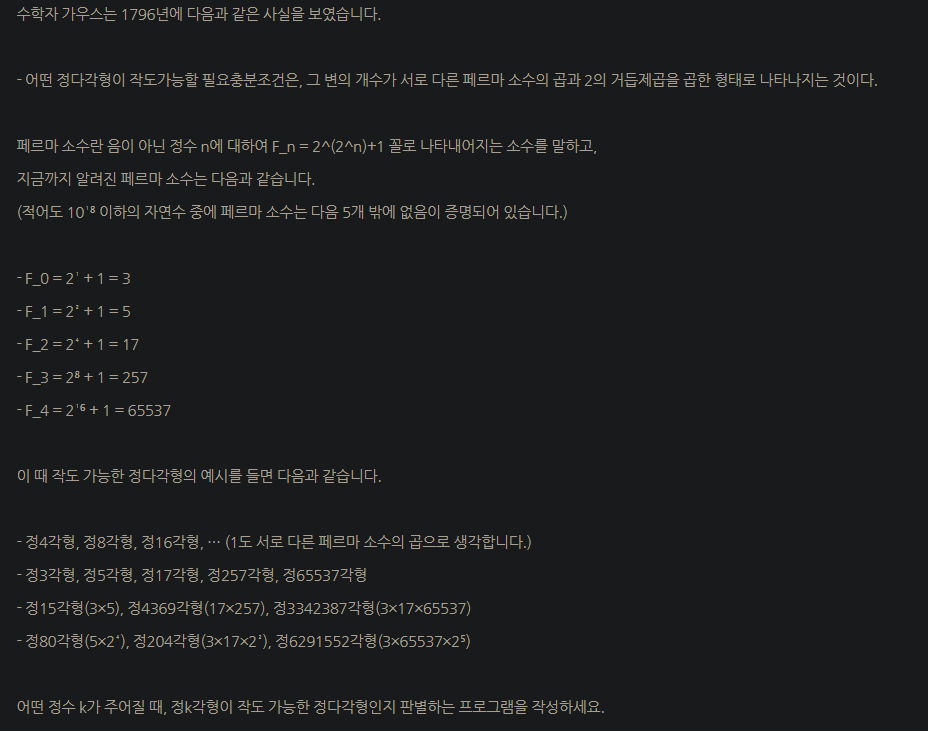 수학자 가우스는 1796년에 다음과 같은 사실을 보였습니다.
- 어떤 정다각형이 작도가능할 필요충분조건은, 그 변의 개수가 서로 다른 페르마 소수의 곱과 2의 거듭제곱을 곱한 형태로 나타나지는 것이다.
페르마 소수란 음이 아닌 정수 n에 대하여 F_n = 2^(2^n)+1 꼴로 나타내어지는 소수를 말하고,
지금까지 알려진 페르마 소수는 다음과 같습니다.
(적어도 10¹⁸ 이하의 자연수 중에 페르마 소수는 다음 5개 밖에 없음이 증명되어 있습니다.)
- F_0 = 2¹ + 1 = 3
- F_1 = 2² + 1 = 5
- F_2 = 2⁴ + 1 = 17
- F_3 = 2⁸ + 1 = 257
- F_4 = 2¹⁶ + 1 = 65537
이 때 작도 가능한 정다각형의 예시를 들면 다음과 같습니다.
- 정4각형, 정8각형, 정16각형, … (1도 서로 다른 페르마 소수의 곱으로 생각합니다.)
- 정3각형, 정5각형, 정17각형, 정257각형, 정65537각형
- 정15각형(3×5), 정4369각형(17×257), 정3342387각형(3×17×65537)
- 정80각형(5×2⁴), 정204각형(3×17×2²), 정6291552각형(3×65537×2⁵)
어떤 정수 k가 주어질 때, 정k각형이 작도 가능한 정다각형인지 판별하는 프로그램을 작성하세요.